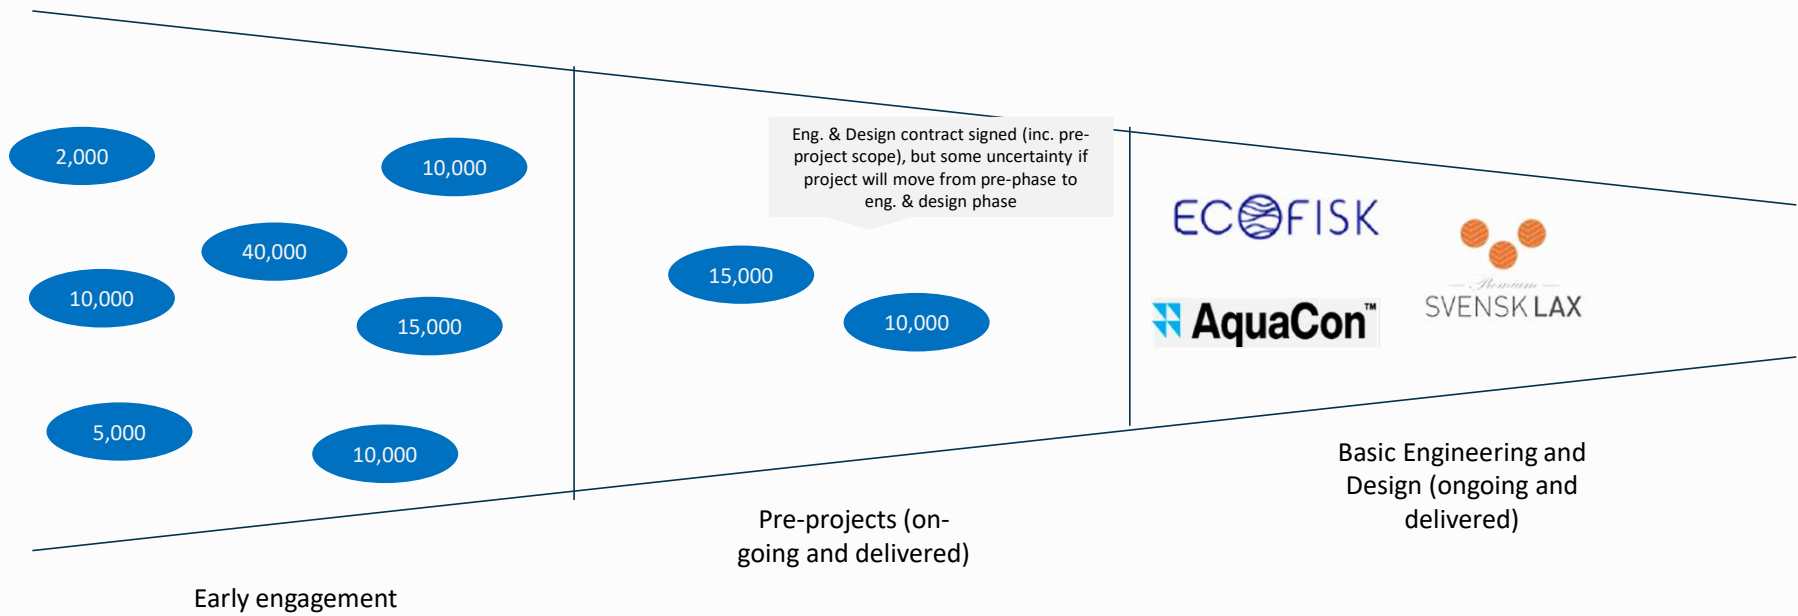 2,000
10,000
40,000
10,000
15,000
5,000
10,000
Early engagement
Eng. & Design contract signed (inc. pre-
project scope), but some uncertainty if
project will move from pre-phase to
eng. & design phase
15,000
10,000
Pre-projects (on-
going and delivered)
ECOFISK
AquaCon™
Premium
SVENSK LAX
Basic Engineering and
Design (ongoing and
delivered)